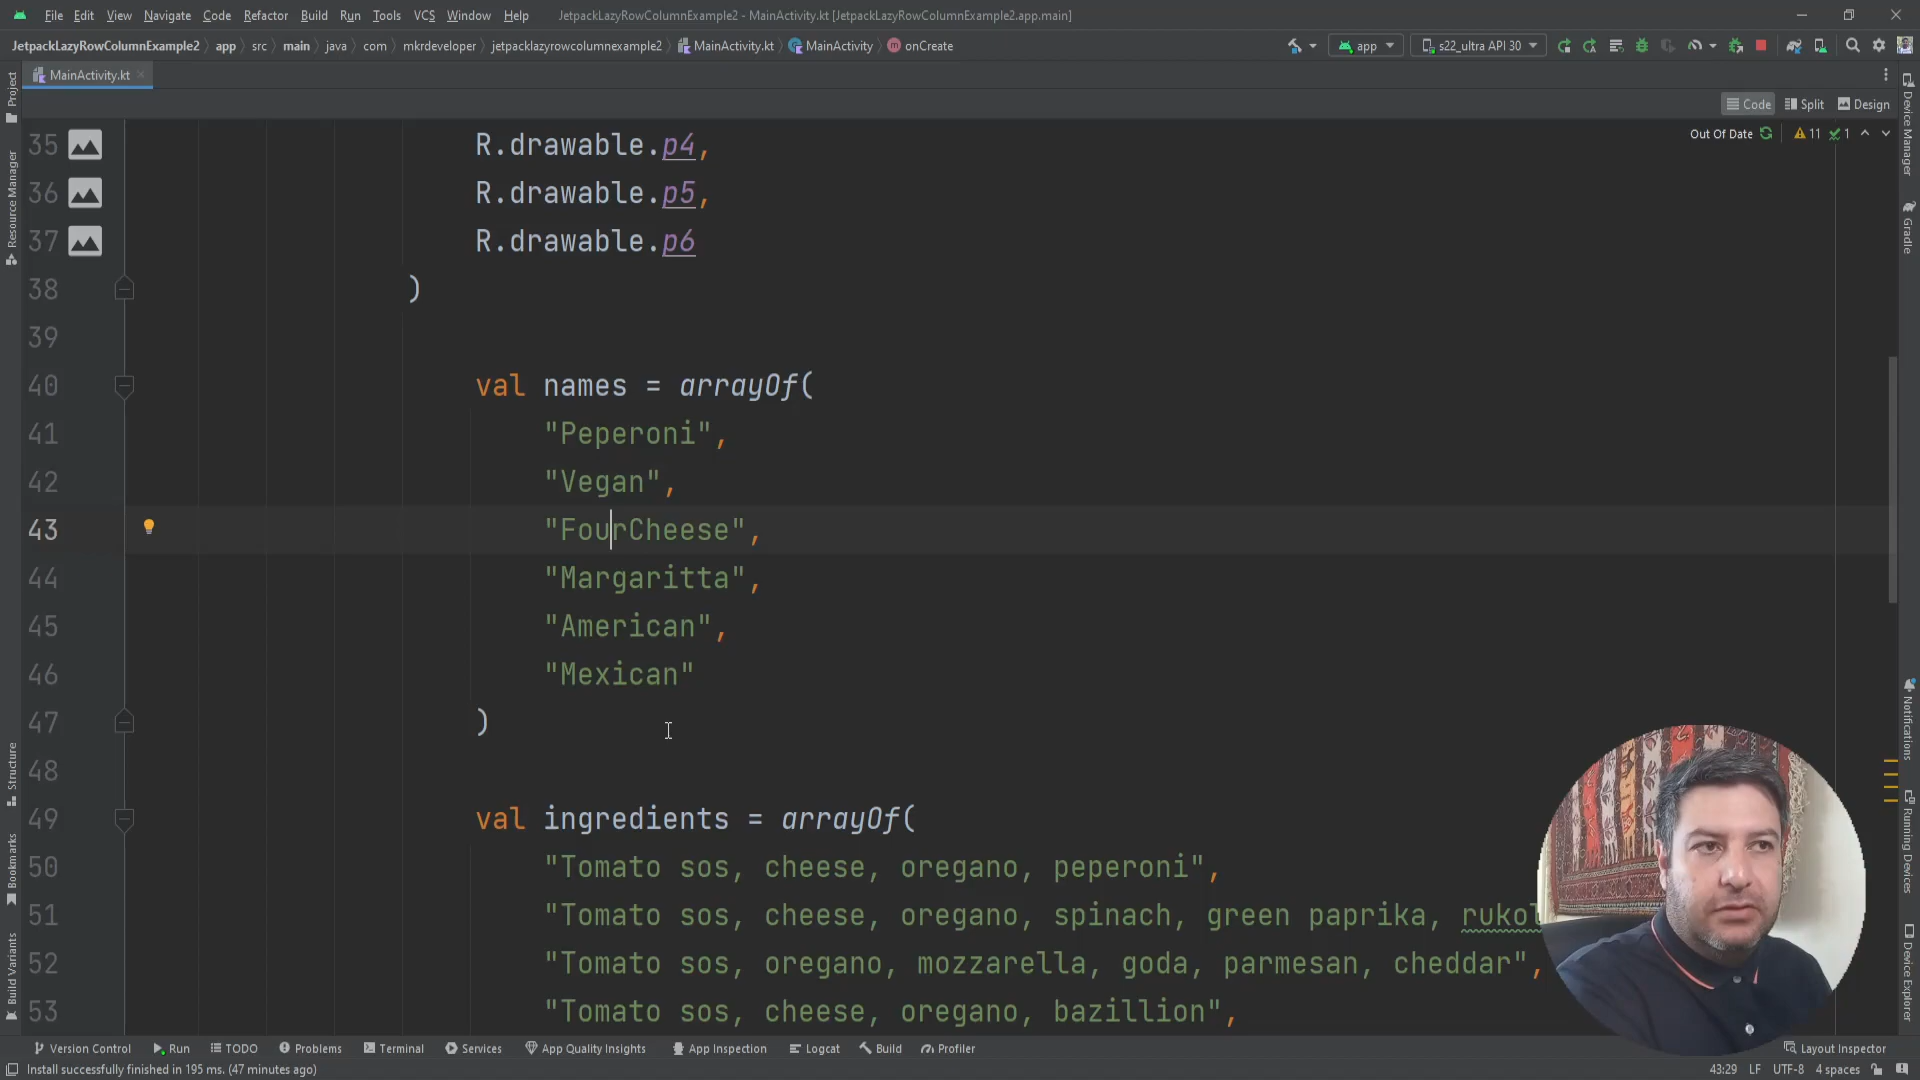 File Edit View Navigate Code Refactor Build Run Tools VCS Window Help JetpackLazyRowColumnExample2 - MainActivity.kt [JetpackLazyRowColumnExample2.app.main]
JetpackLazyRowColumnExample2 app src main java com mkrdeveloper jetpacklazyrowcolumnexample2 MainActivity.kt MainActivity onCreate app s22_ultra API 30
MainActivity.kt
Code Split Design
Out Of Date 11 1
35 R.drawable.p4,
36 R.drawable.p5,
37 R.drawable.p6
38 )
39
40 val names = arrayOf(
41 "Peperoni",
42 "Vegan",
43 "FourCheese",
44 "Margaritta",
45 "American",
46 "Mexican"
47 )
48
49 val ingredients = arrayOf(
50 "Tomato sos, cheese, oregano, peperoni",
51 "Tomato sos, cheese, oregano, spinach, green paprika, rukol
52 "Tomato sos, oregano, mozzarella, goda, parmesan, cheddar",
53 "Tomato sos, cheese, oregano, bazillion",
Project
Resource Manager
Structure
Bookmarks
Build Variants
Device Manager
Gradle
Notifications
Running Devices
Device Explorer
Version Control Run TODO Problems Terminal Services App Quality Insights App Inspection Logcat Build Profiler Layout Inspector
Install successfully finished in 195 ms. (47 minutes ago) 43:29 LF UTF-8 4 spaces